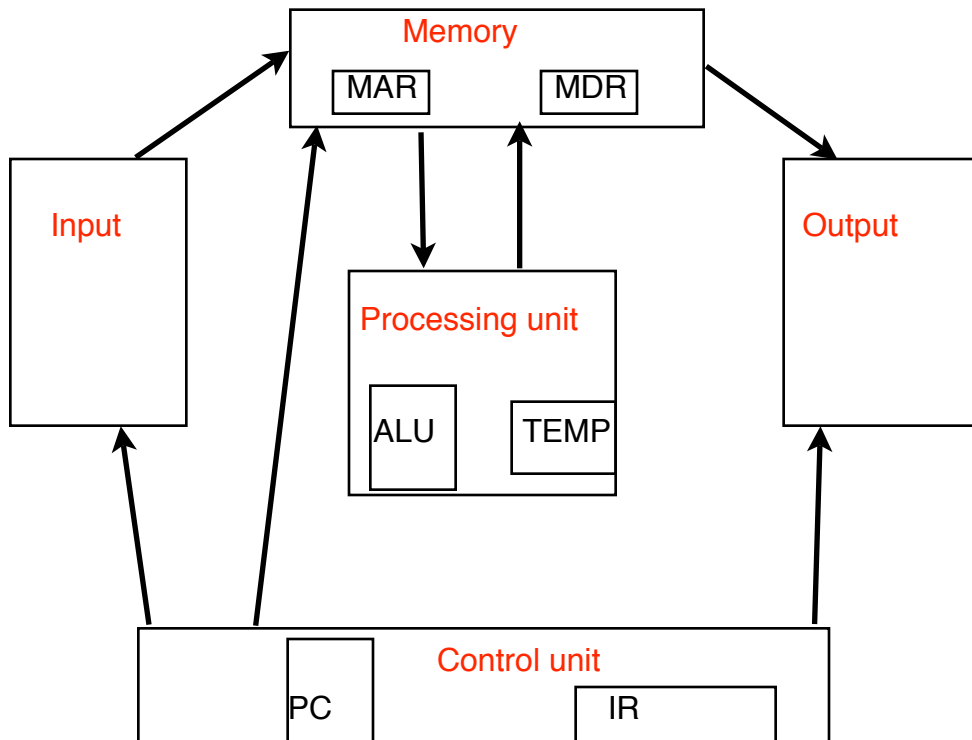 Memory
MAR
MDR
Input
Output
Processing unit
ALU
TEMP
Control unit
PC
IR